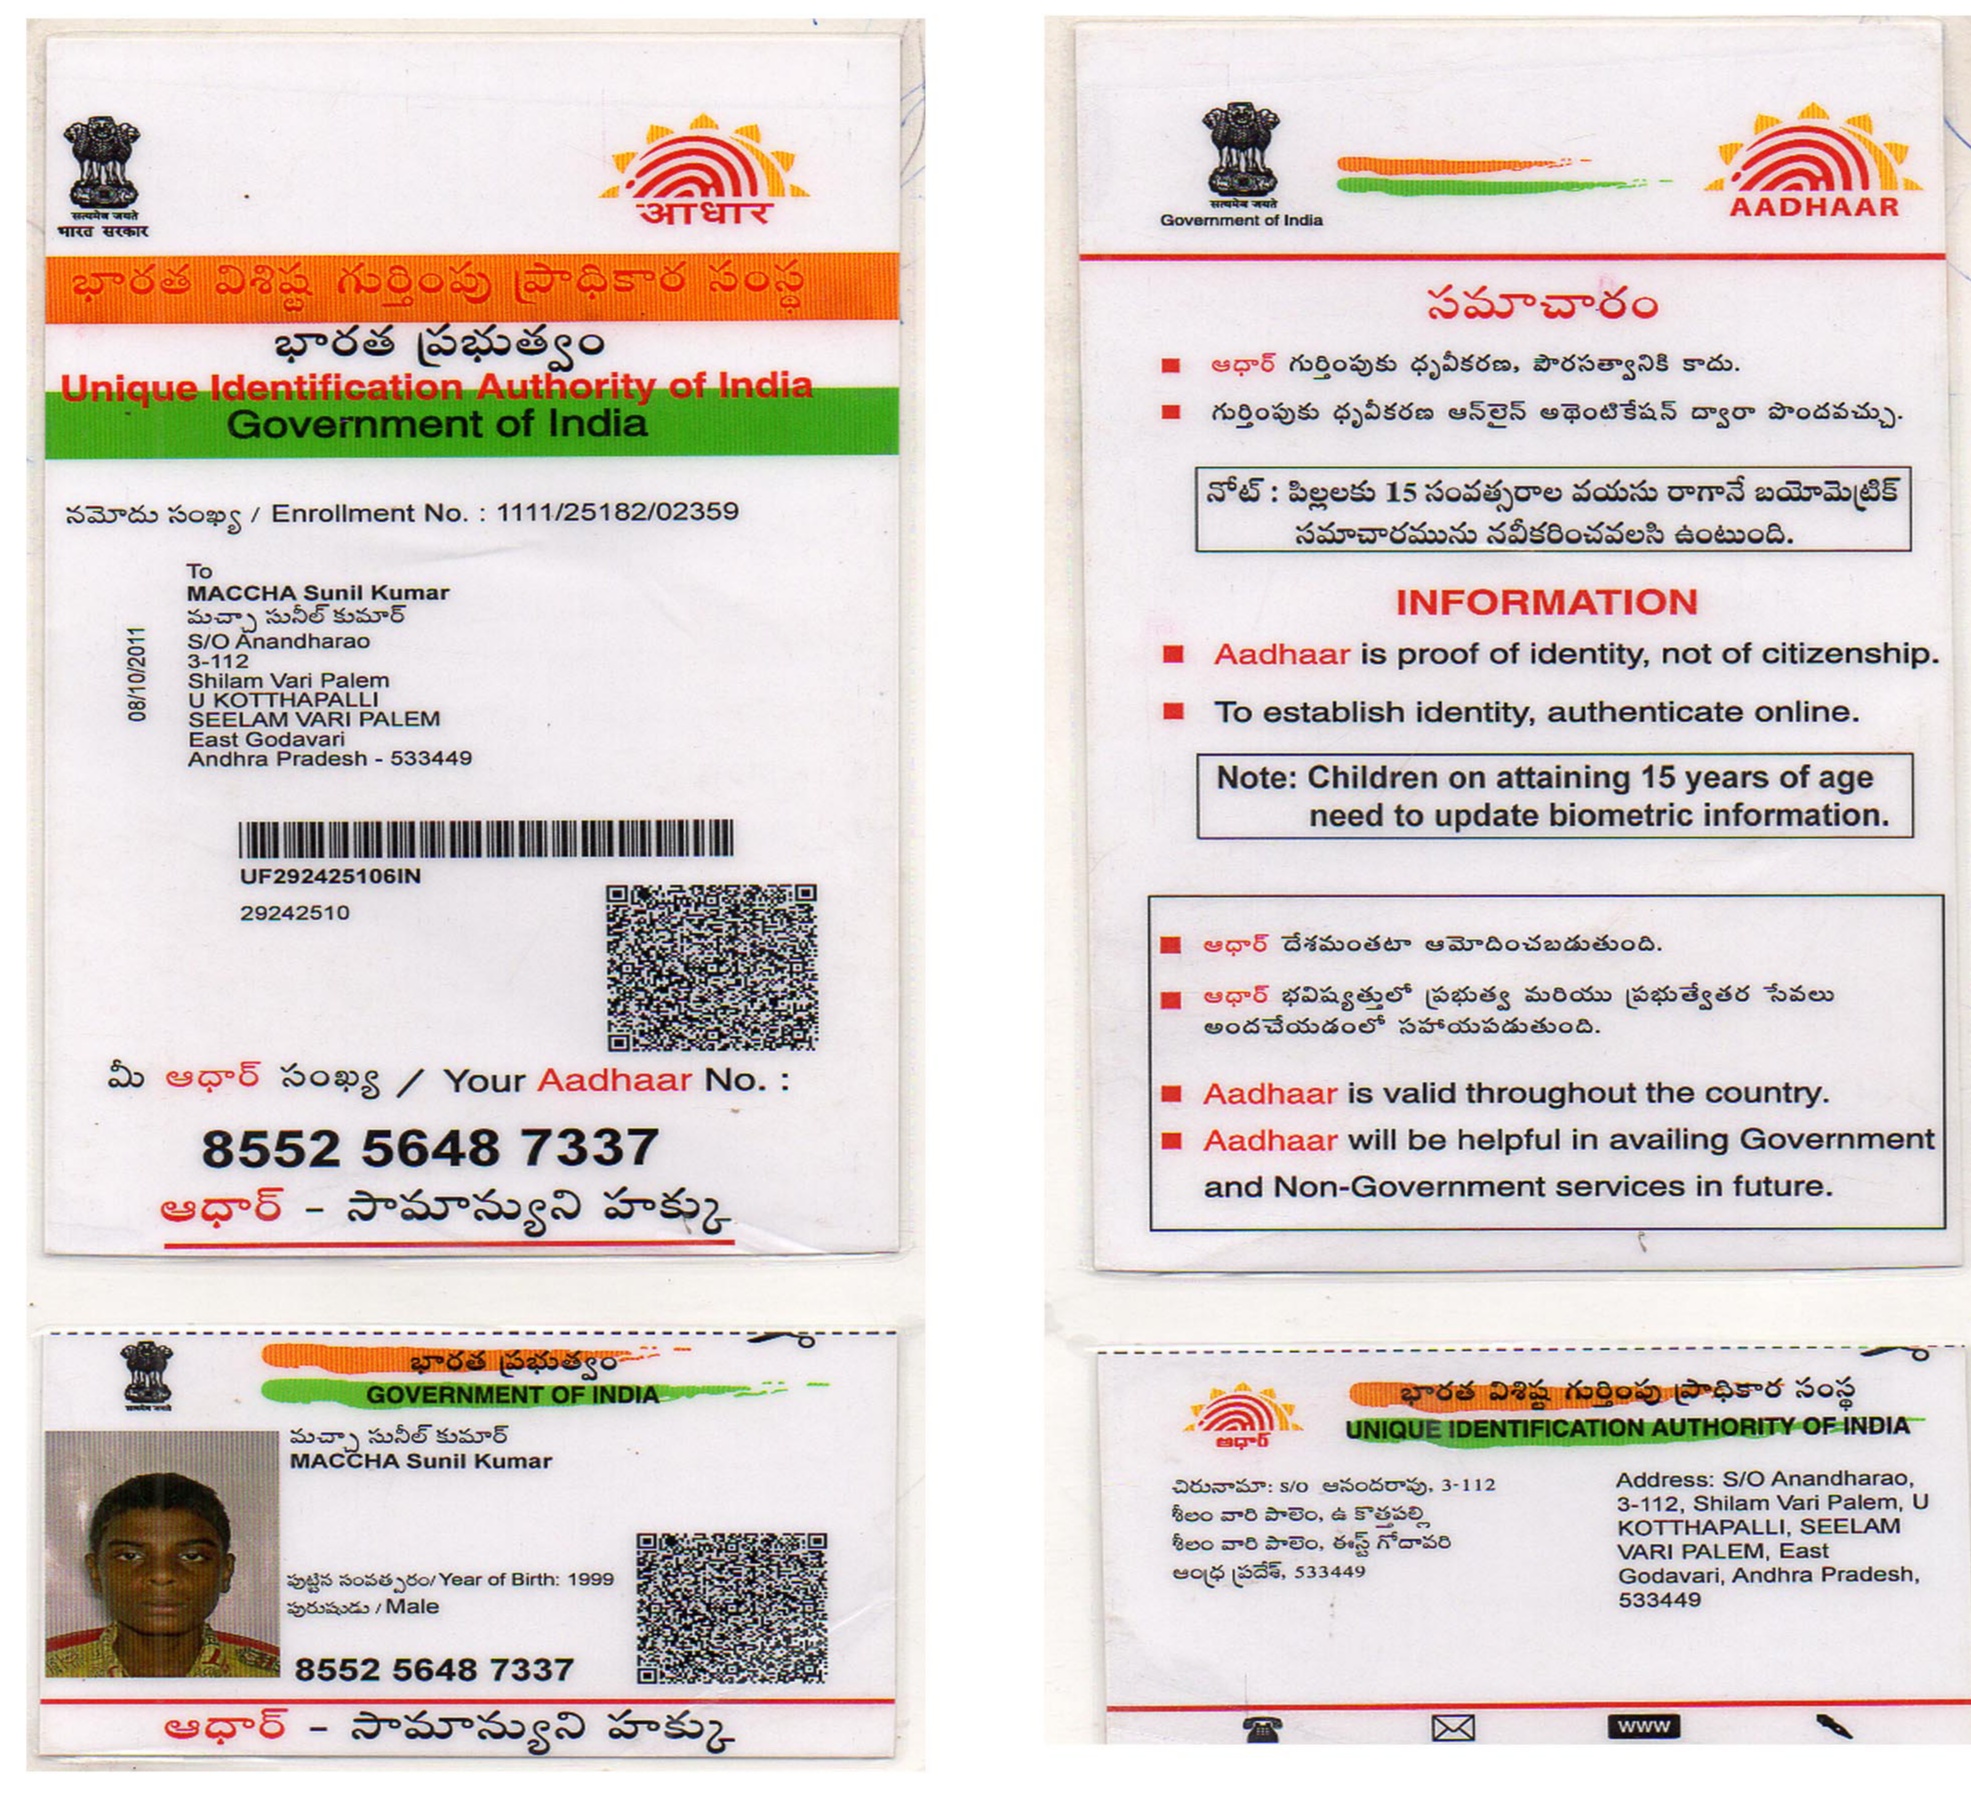 सत्यमेव जयते
भारत सरकार
आधार
భారత విశిష్ట గుర్తింపు ప్రాధికార సంస్థ
భారత ప్రభుత్వం
Unique Identification Authority of India
Government of India
నమోదు సంఖ్య / Enrollment No. : 1111/25182/02359
08/10/2011
To
MACCHA Sunil Kumar
మచ్చా సునీల్ కుమార్
S/O Anandharao
3-112
Shilam Vari Palem
U KOTTHAPALLI
SEELAM VARI PALEM
East Godavari
Andhra Pradesh - 533449
UF292425106IN
29242510
మీ ఆధార్ సంఖ్య / Your Aadhaar No. :
8552 5648 7337
ఆధార్ - సామాన్యుని హక్కు
భారత ప్రభుత్వం
GOVERNMENT OF INDIA
మచ్చా సునీల్ కుమార్
MACCHA Sunil Kumar
పుట్టిన సంవత్సరం/Year of Birth: 1999
పురుషుడు / Male
8552 5648 7337
ఆధార్ - సామాన్యుని హక్కు
सत्यमेव जयते
Government of India
AADHAAR
సమాచారం
ఆధార్ గుర్తింపుకు ధృవీకరణ, పౌరసత్వానికి కాదు.
గుర్తింపుకు ధృవీకరణ ఆన్‌లైన్ అథెంటికేషన్ ద్వారా పొందవచ్చు.
నోట్ : పిల్లలకు 15 సంవత్సరాల వయసు రాగానే బయోమెట్రిక్
సమాచారమును నవీకరించవలసి ఉంటుంది.
INFORMATION
Aadhaar is proof of identity, not of citizenship.
To establish identity, authenticate online.
Note: Children on attaining 15 years of age
need to update biometric information.
ఆధార్ దేశమంతటా ఆమోదించబడుతుంది.
ఆధార్ భవిష్యత్తులో ప్రభుత్వ మరియు ప్రభుత్వేతర సేవలు
అందచేయడంలో సహాయపడుతుంది.
Aadhaar is valid throughout the country.
Aadhaar will be helpful in availing Government
and Non-Government services in future.
భారత విశిష్ట గుర్తింపు ప్రాధికార సంస్థ
UNIQUE IDENTIFICATION AUTHORITY OF INDIA
ఆధార్
చిరునామా: S/O ఆనందరావు, 3-112
శీలం వారి పాలెం, ఉ కొత్తపల్లి
శీలం వారి పాలెం, ఈస్ట్ గోదావరి
ఆంధ్ర ప్రదేశ్, 533449
Address: S/O Anandharao,
3-112, Shilam Vari Palem, U
KOTTHAPALLI, SEELAM
VARI PALEM, East
Godavari, Andhra Pradesh,
533449
WWW